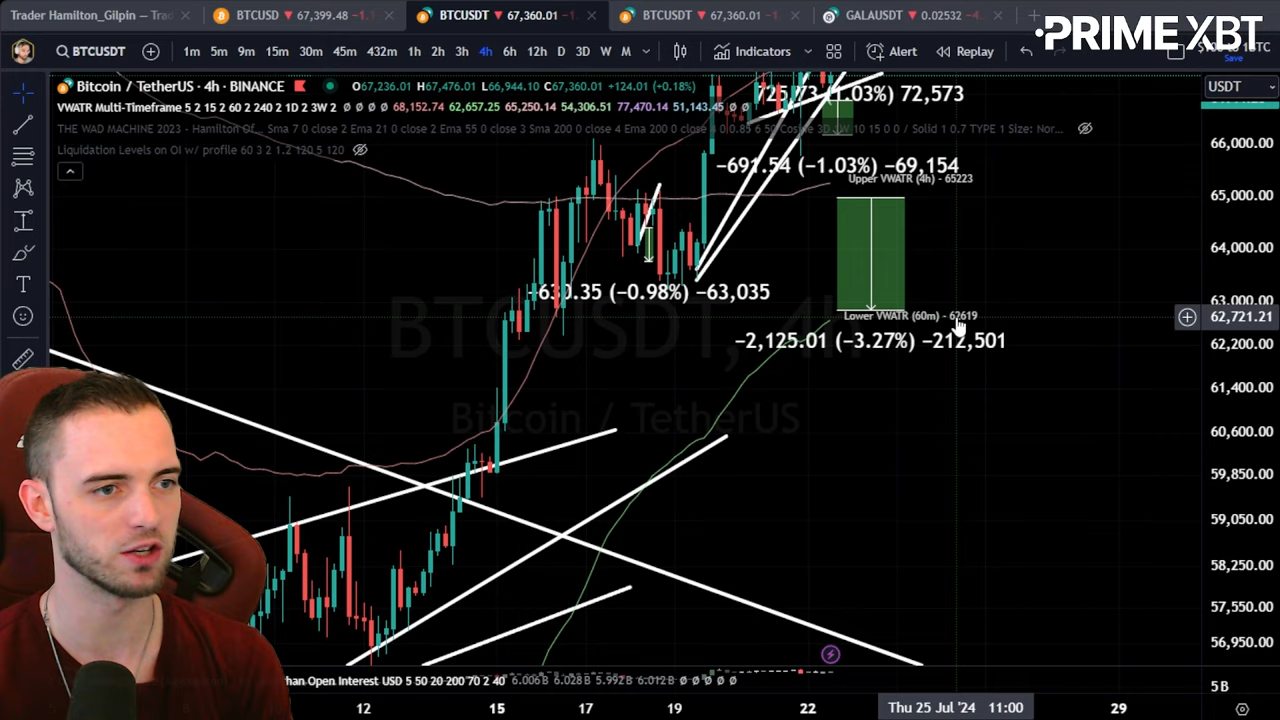 Trader Hamilton_Gilpin — Trad
BTCUSD ▼ 67,399.48 −1.1
BTCUSDT ▼ 67,360.01 −1.
BTCUSDT ▼ 67,360.01 −1
GALAUSDT ▼ 0.02532 −4.
PRIME XBT
BTCUSDT
1m 5m 9m 15m 30m 45m 432m 1h 2h 3h 4h 6h 12h D 3D W M
Indicators
Alert
Replay
Save
Bitcoin / TetherUS · 4h · BINANCE
O67,236.01 H67,476.01 L66,944.10 C67,360.01 +124.01 (+0.18%)
USDT
VWATR Multi-Timeframe 5 2 15 2 60 2 240 2 1D 2 3W 2 ∅ ∅ ∅ ∅ 68,152.74 62,657.25 65,250.14 54,306.51 77,470.14 51,143.45 ∅ ∅
THE WAD MACHINE 2023 - Hamilton Of...
Sma 7 0 close 2 Ema 21 0 close 2 Ema 55 0 close 3 Sma 200 0 close 4 Ema 200 0 close
Liquidation Levels on OI w/ profile 60 3 2 1.2 120 5 120
(1.03%) 72,573
−691.54 (−1.03%) −69,154
Upper VWATR (4h) - 65223
−630.35 (−0.98%) −63,035
Lower VWATR (60m) - 62619
−2,125.01 (−3.27%) −212,501
BTCUSDT, 4h
Bitcoin / TetherUS
66,000.00
65,000.00
64,000.00
63,000.00
62,721.21
62,200.00
61,400.00
60,600.00
59,850.00
59,050.00
58,250.00
57,550.00
56,950.00
5B
han Open Interest USD 5 50 20 200 70 2 40 6.006B 6.028B 5.992B 6.012B ∅ ∅ ∅ ∅ ∅
12 15 17 19 22 Thu 25 Jul '24 11:00 29